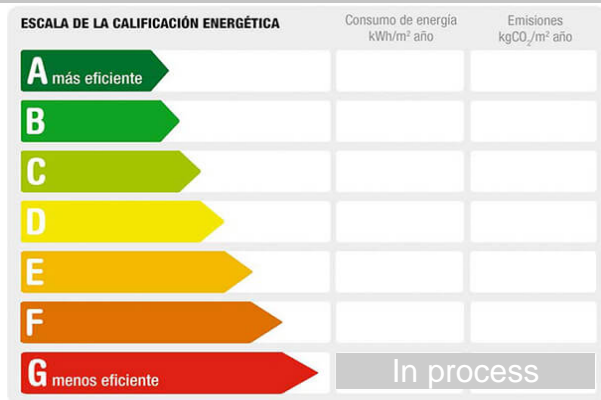 ESCALA DE LA CALIFICACIÓN ENERGÉTICA
Consumo de energía
kWh/m² año
Emisiones
kgCO₂/m² año
A más eficiente
B
C
D
E
F
G menos eficiente
In process